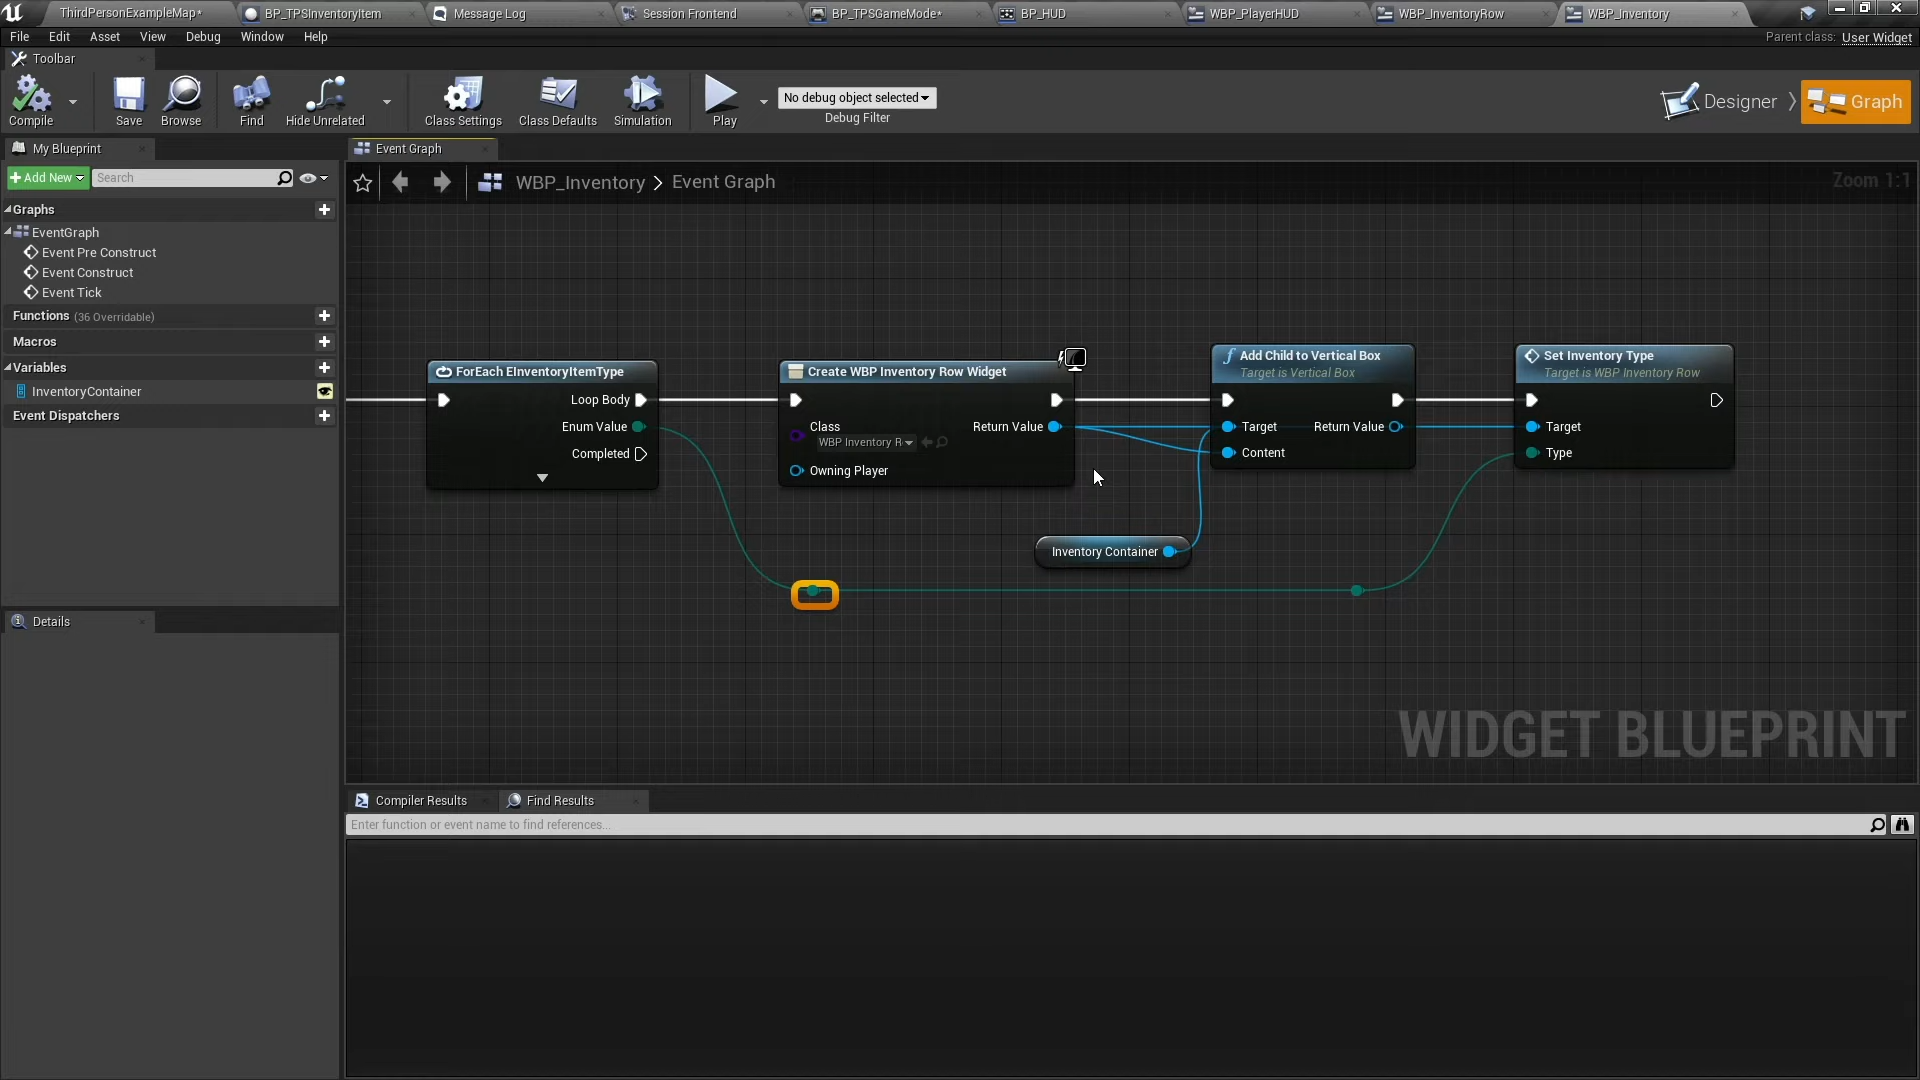 ThirdPersonExampleMap*
BP_TPSInventoryItem
Message Log
Session Frontend
BP_TPSGameMode*
BP_HUD
WBP_PlayerHUD
WBP_InventoryRow
WBP_Inventory
File
Edit
Asset
View
Debug
Window
Help
Parent class:
User Widget
Toolbar
Compile
Save
Browse
Find
Hide Unrelated
Class Settings
Class Defaults
Simulation
Play
No debug object selected
Debug Filter
Designer
Graph
My Blueprint
Add New
Search
Graphs
EventGraph
Event Pre Construct
Event Construct
Event Tick
Functions (36 Overridable)
Macros
Variables
InventoryContainer
Event Dispatchers
Details
Event Graph
WBP_Inventory > Event Graph
Zoom 1:1
ForEach EInventoryItemType
Loop Body
Enum Value
Completed
Create WBP Inventory Row Widget
Class
Return Value
WBP Inventory R
Owning Player
Inventory Container
Add Child to Vertical Box
Target is Vertical Box
Target
Return Value
Content
Set Inventory Type
Target is WBP Inventory Row
Target
Type
WIDGET BLUEPRINT
Compiler Results
Find Results
Enter function or event name to find references...